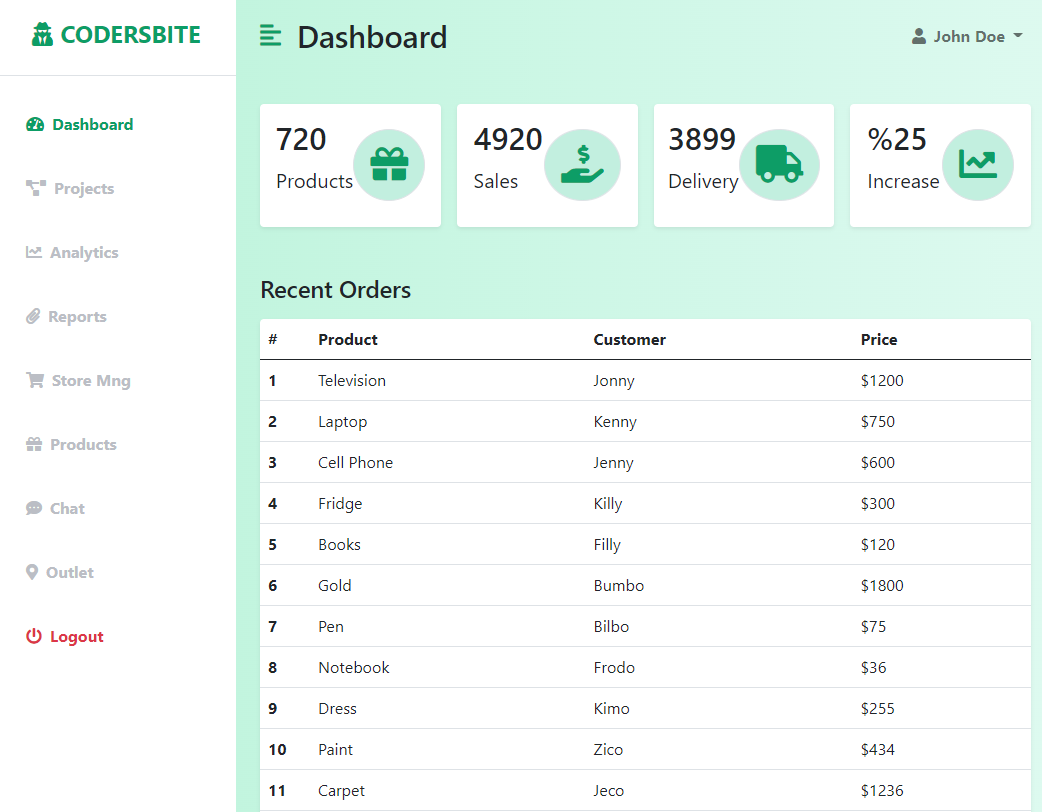 CODERSBITE
Dashboard
Projects
Analytics
Reports
Store Mng
Products
Chat
Outlet
Logout
Dashboard
John Doe
720
Products
4920
Sales
3899
Delivery
%25
Increase
Recent Orders
# Product Customer Price
1 Television Jonny $1200
2 Laptop Kenny $750
3 Cell Phone Jenny $600
4 Fridge Killy $300
5 Books Filly $120
6 Gold Bumbo $1800
7 Pen Bilbo $75
8 Notebook Frodo $36
9 Dress Kimo $255
10 Paint Zico $434
11 Carpet Jeco $1236